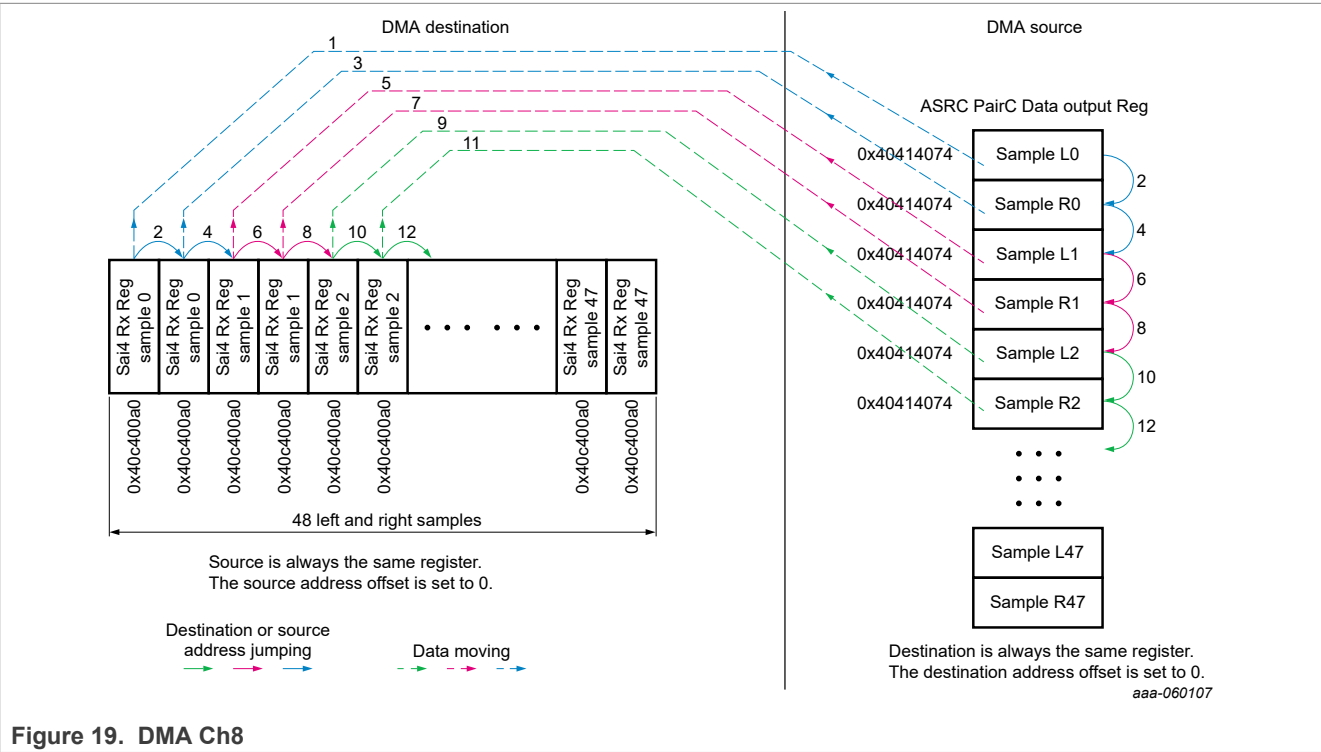 DMA destination
DMA source
1
3
5
7
9
11
ASRC PairC Data output Reg
0x40414074
Sample L0
2
0x40414074
Sample R0
4
0x40414074
Sample L1
6
0x40414074
Sample R1
8
0x40414074
Sample L2
10
0x40414074
Sample R2
12
Sample L47
Sample R47
2
4
6
8
10
12
Sai4 Rx Reg
sample 0
Sai4 Rx Reg
sample 0
Sai4 Rx Reg
sample 1
Sai4 Rx Reg
sample 1
Sai4 Rx Reg
sample 2
Sai4 Rx Reg
sample 2
Sai4 Rx Reg
sample 47
Sai4 Rx Reg
sample 47
0x40c400a0
0x40c400a0
0x40c400a0
0x40c400a0
0x40c400a0
0x40c400a0
0x40c400a0
0x40c400a0
48 left and right samples
Source is always the same register.
The source address offset is set to 0.
Destination or source
address jumping
Data moving
Destination is always the same register.
The destination address offset is set to 0.
aaa-060107
Figure 19. DMA Ch8